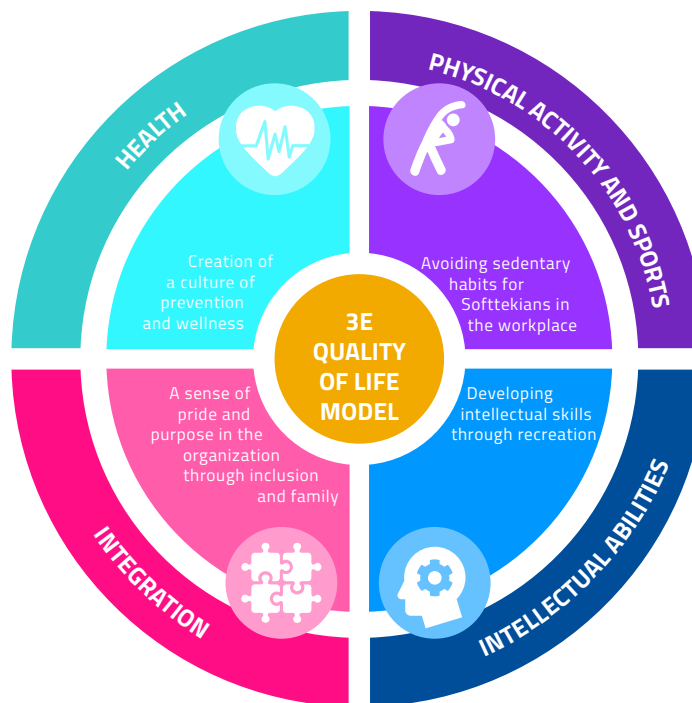 HEALTH
Creation of
a culture of
prevention
and wellness
PHYSICAL ACTIVITY AND SPORTS
Avoiding sedentary
habits for
Softtekians in
the workplace
3E
QUALITY
OF LIFE
MODEL
A sense of
pride and
purpose in the
organization
through inclusion
and family
INTEGRATION
Developing
intellectual skills
through recreation
INTELLECTUAL ABILITIES